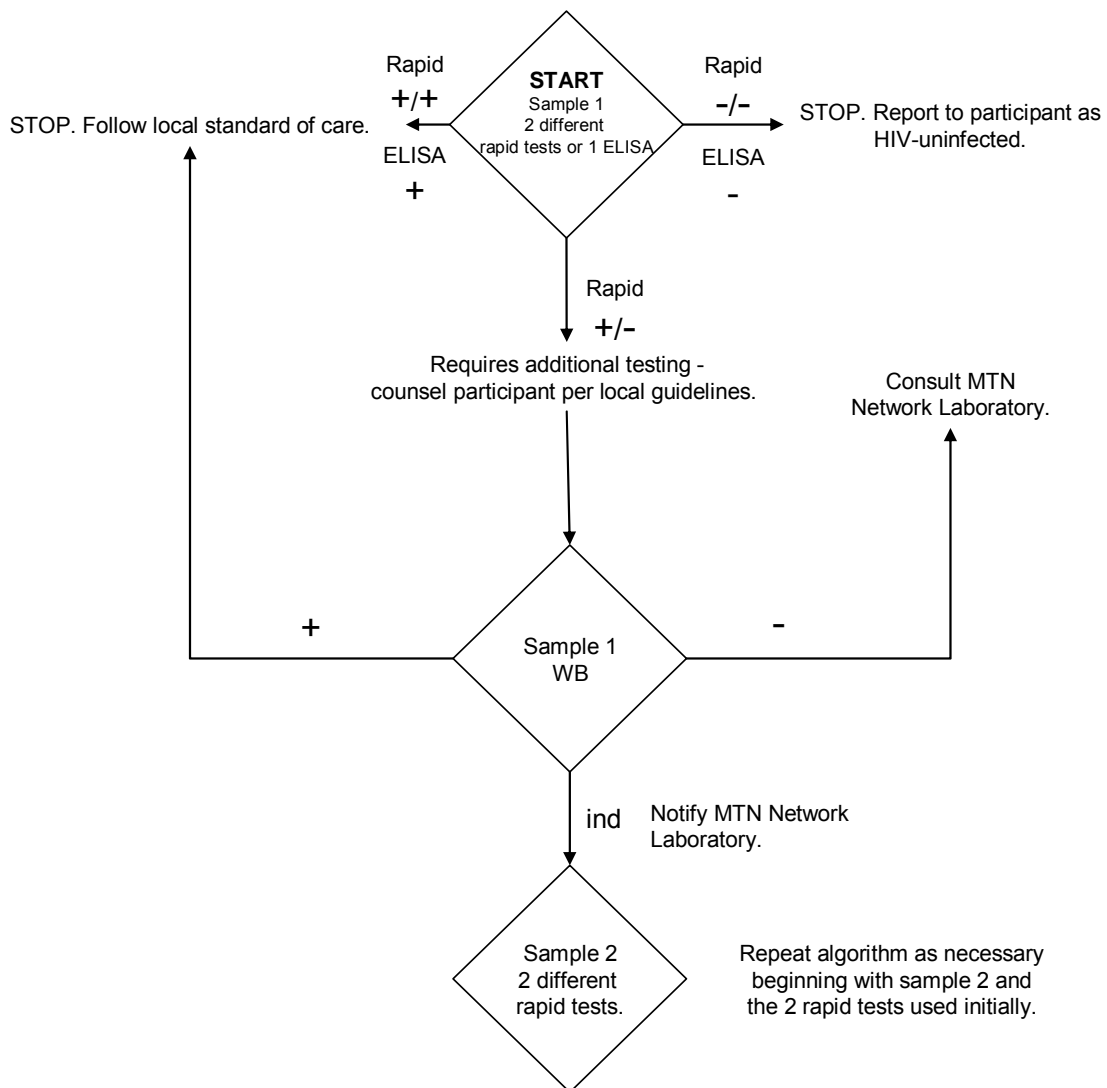 Rapid
+/+
STOP. Follow local standard of care.
ELISA
+
START
Sample 1
2 different
rapid tests or 1 ELISA
Rapid
-/-
STOP. Report to participant as
HIV-uninfected.
ELISA
-
Rapid
+/-
Requires additional testing -
counsel participant per local guidelines.
Consult MTN
Network Laboratory.
+
Sample 1
WB
-
ind
Notify MTN Network
Laboratory.
Sample 2
2 different
rapid tests.
Repeat algorithm as necessary
beginning with sample 2 and
the 2 rapid tests used initially.